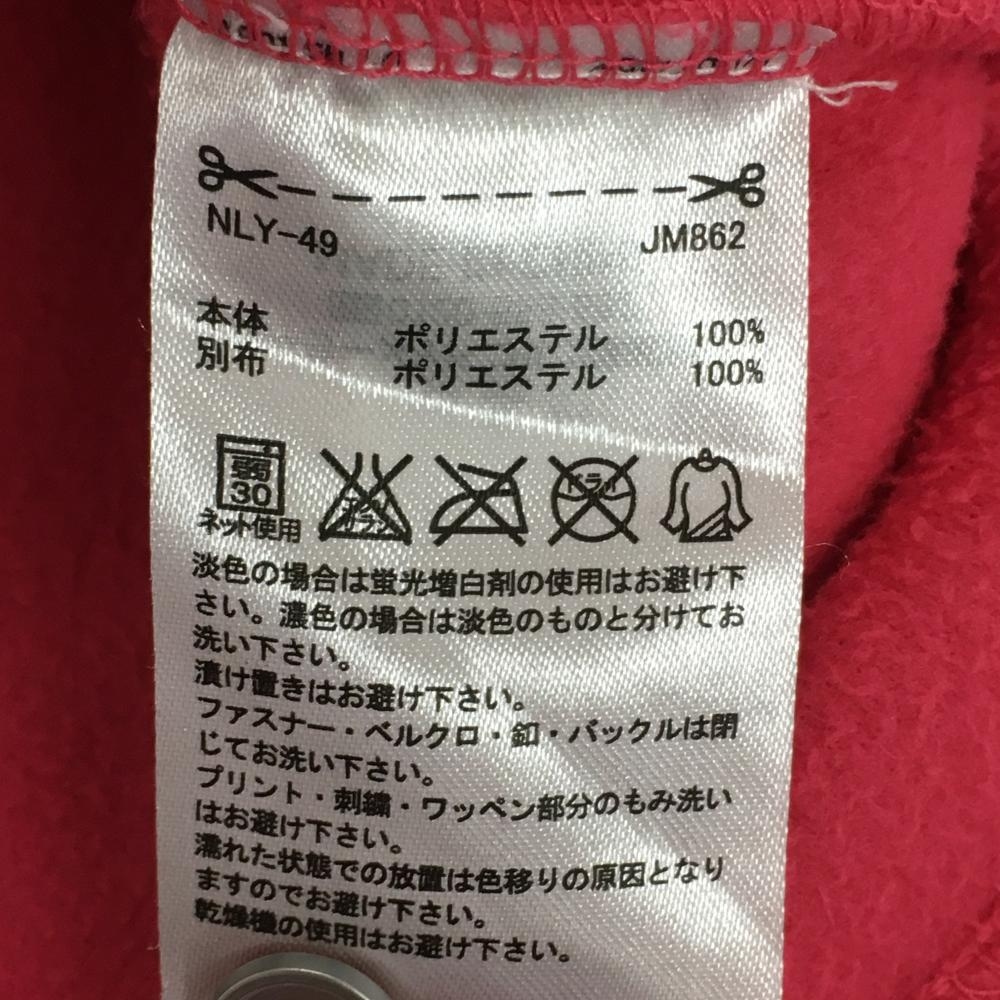 NLY-49 JM862
本体 ポリエステル 100%
別布 ポリエステル 100%
弱
30
ネット使用
エンソ
サラシ
ドライ
淡色の場合は蛍光増白剤の使用はお避け下
さい。濃色の場合は淡色のものと分けてお
洗い下さい。
漬け置きはお避け下さい。
ファスナー・ベルクロ・釦・バックルは閉
じてお洗い下さい。
プリント・刺繍・ワッペン部分のもみ洗い
はお避け下さい。
濡れた状態での放置は色移りの原因となり
ますのでお避け下さい。
乾燥機の使用はお避け下さい。